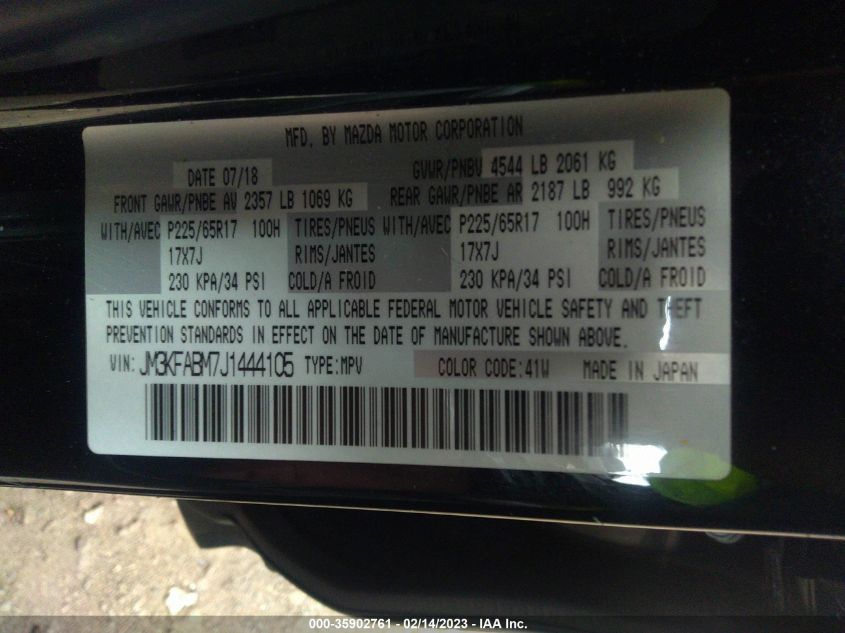 MFD. BY MAZDA MOTOR CORPORATION
DATE 07/18 GVWR/PNBV 4544 LB 2061 KG
FRONT GAWR/PNBE AV 2357 LB 1069 KG REAR GAWR/PNBE AR 2187 LB 992 KG
WITH/AVEC P225/65R17 100H TIRES/PNEUS WITH/AVEC P225/65R17 100H TIRES/PNEUS
17X7J RIMS/JANTES 17X7J RIMS/JANTES
230 KPA/34 PSI COLD/A FROID 230 KPA/34 PSI COLD/A FROID
THIS VEHICLE CONFORMS TO ALL APPLICABLE FEDERAL MOTOR VEHICLE SAFETY AND THEFT
PREVENTION STANDARDS IN EFFECT ON THE DATE OF MANUFACTURE SHOWN ABOVE.
VIN: JM3KFABM7J1444105 TYPE:MPV COLOR CODE:41W MADE IN JAPAN
000-35902761 - 02/14/2023 - IAA Inc.